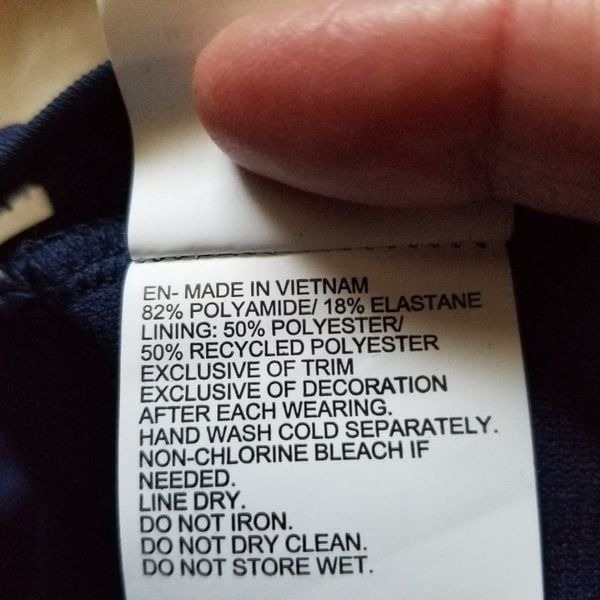 EN- MADE IN VIETNAM
82% POLYAMIDE/ 18% ELASTANE
LINING: 50% POLYESTER/
50% RECYCLED POLYESTER
EXCLUSIVE OF TRIM
EXCLUSIVE OF DECORATION
AFTER EACH WEARING.
HAND WASH COLD SEPARATELY.
NON-CHLORINE BLEACH IF
NEEDED.
LINE DRY.
DO NOT IRON.
DO NOT DRY CLEAN.
DO NOT STORE WET.